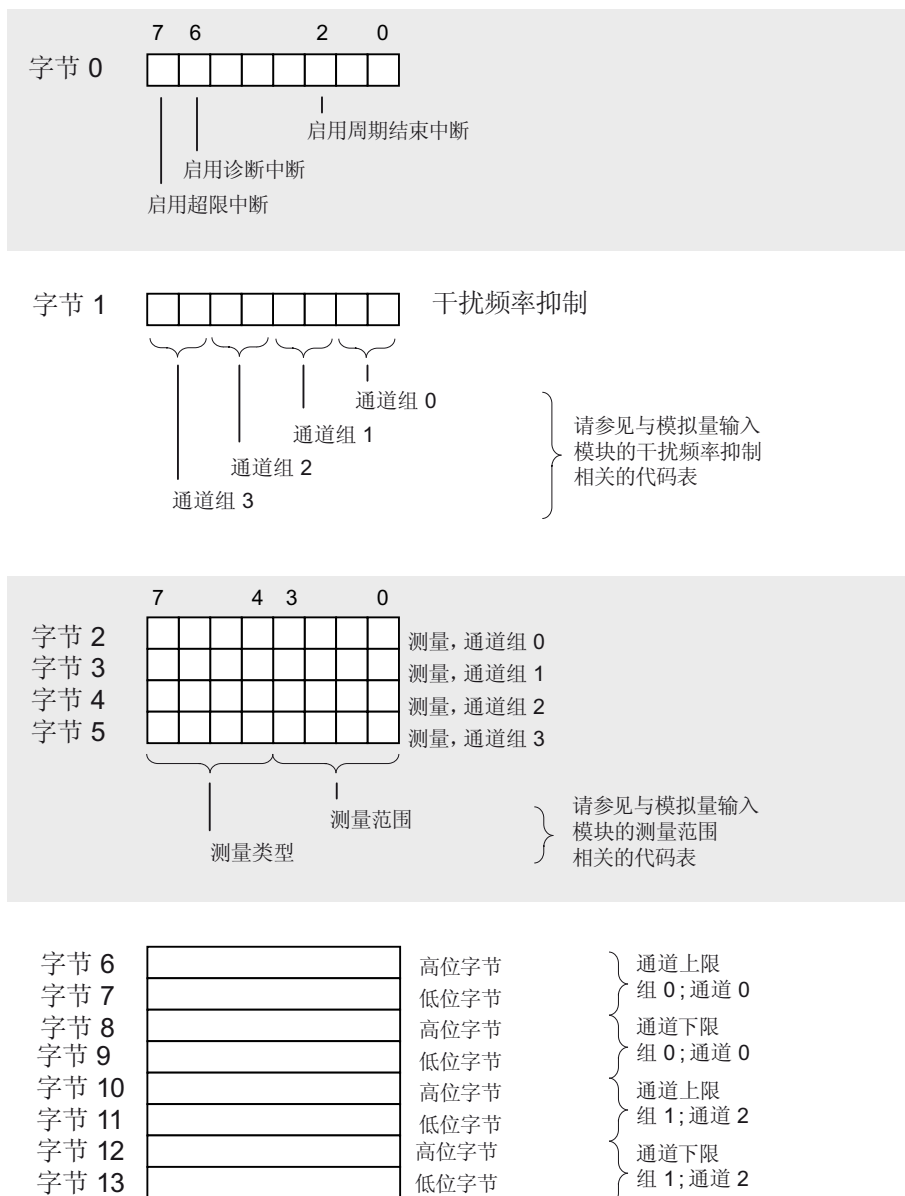 7 6 2 0
字节 0
启用周期结束中断
启用诊断中断
启用超限中断
字节 1
干扰频率抑制
通道组 0
通道组 1
通道组 2
通道组 3
请参见与模拟量输入
模块的干扰频率抑制
相关的代码表
7 4 3 0
字节 2 测量,通道组 0
字节 3 测量,通道组 1
字节 4 测量,通道组 2
字节 5 测量,通道组 3
测量范围
测量类型
请参见与模拟量输入
模块的测量范围
相关的代码表
字节 6 高位字节 通道上限
字节 7 低位字节 组 0;通道 0
字节 8 高位字节 通道下限
字节 9 低位字节 组 0;通道 0
字节 10 高位字节 通道上限
字节 11 低位字节 组 1;通道 2
字节 12 高位字节 通道下限
字节 13 低位字节 组 1;通道 2